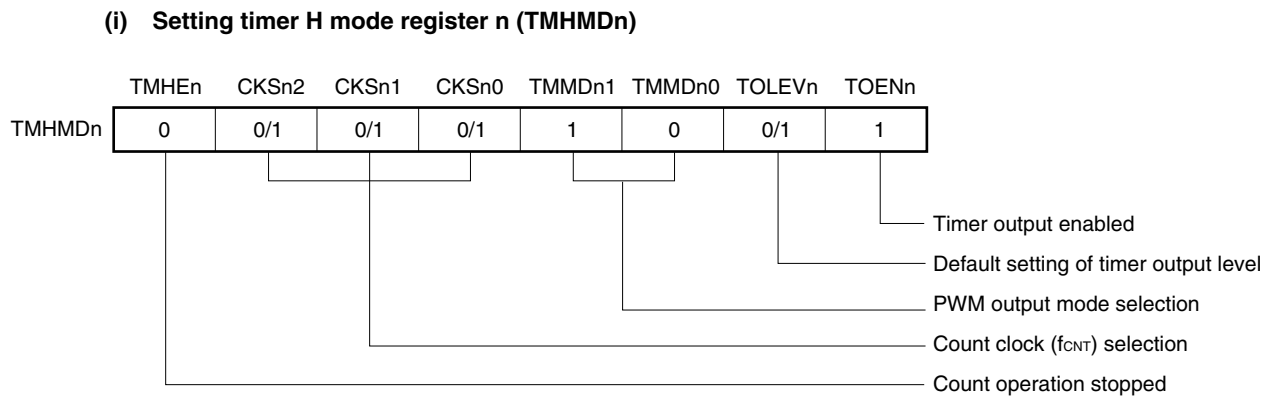 (i) Setting timer H mode register n (TMHMDn)
TMHEn CKSn2 CKSn1 CKSn0 TMMDn1 TMMDn0 TOLEVn TOENn
TMHMDn 0 0/1 0/1 0/1 1 0 0/1 1
Timer output enabled
Default setting of timer output level
PWM output mode selection
Count clock (fCNT) selection
Count operation stopped